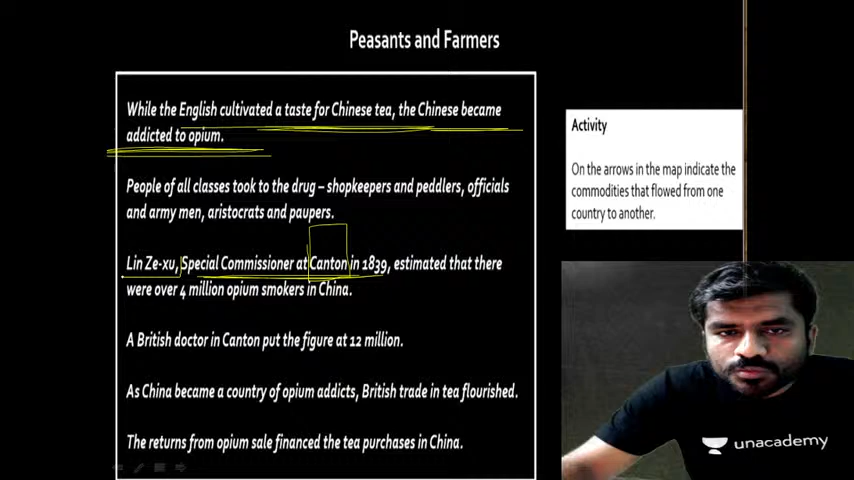 Peasants and Farmers
While the English cultivated a taste for Chinese tea, the Chinese became
addicted to opium.
People of all classes took to the drug – shopkeepers and peddlers, officials
and army men, aristocrats and paupers.
Lin Ze-xu, Special Commissioner at Canton in 1839, estimated that there
were over 4 million opium smokers in China.
A British doctor in Canton put the figure at 12 million.
As China became a country of opium addicts, British trade in tea flourished.
The returns from opium sale financed the tea purchases in China.
Activity
On the arrows in the map indicate the
commodities that flowed from one
country to another.
unacademy